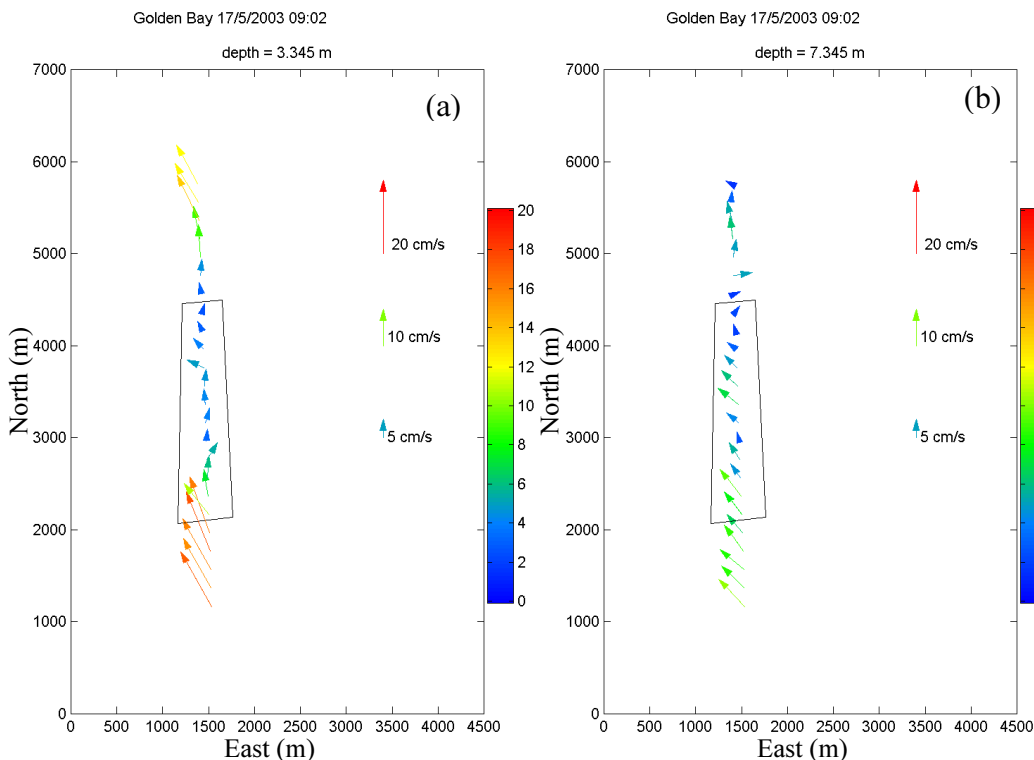 Golden Bay 17/5/2003 09:02
depth = 3.345 m
(a)
7000
6000
5000
4000
3000
2000
1000
0
North (m)
20 cm/s
10 cm/s
5 cm/s
20
18
16
14
12
10
8
6
4
2
0
0 500 1000 1500 2000 2500 3000 3500 4000 4500
East (m)
Golden Bay 17/5/2003 09:02
depth = 7.345 m
(b)
7000
6000
5000
4000
3000
2000
1000
0
North (m)
20 cm/s
10 cm/s
5 cm/s
0 500 1000 1500 2000 2500 3000 3500 4000 4500
East (m)